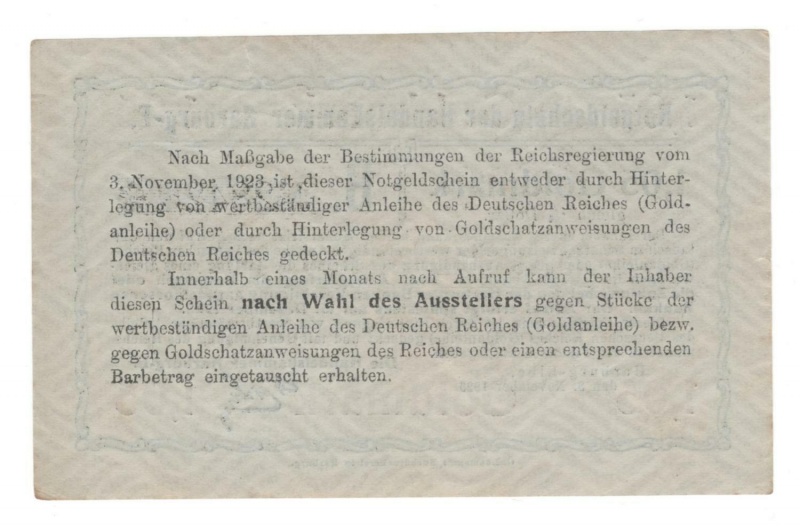 Nach Maßgabe der Bestimmungen der Reichsregierung vom
3. November 1923 ist dieser Notgeldschein entweder durch Hinter-
legung von wertbeständiger Anleihe des Deutschen Reiches (Gold-
anleihe) oder durch Hinterlegung von Goldschatzanweisungen des
Deutschen Reiches gedeckt.
Innerhalb eines Monats nach Aufruf kann der Inhaber
diesen Schein nach Wahl des Ausstellers gegen Stücke der
wertbeständigen Anleihe des Deutschen Reiches (Goldanleihe) bezw.
gegen Goldschatzanweisungen des Reiches oder einen entsprechenden
Barbetrag eingetauscht erhalten.